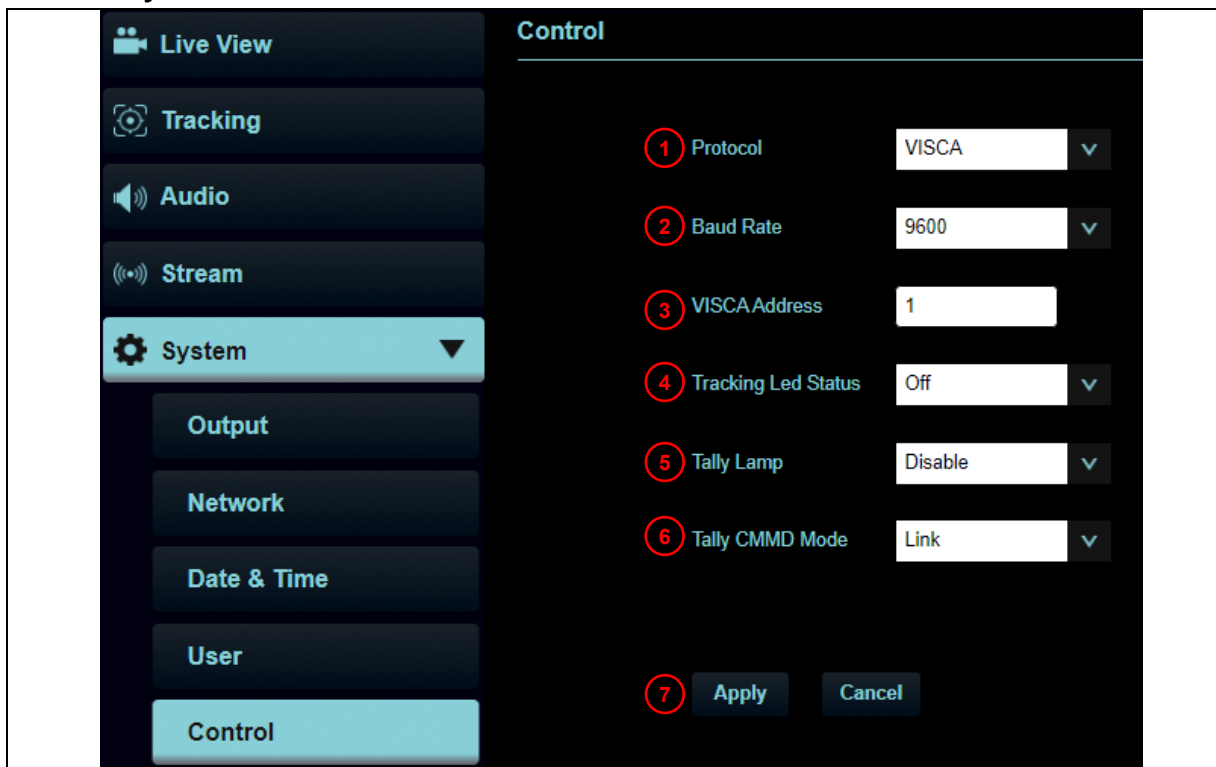 Live View
Tracking
Audio
Stream
System
Output
Network
Date & Time
User
Control
Control
1 Protocol VISCA
2 Baud Rate 9600
3 VISCA Address 1
4 Tracking Led Status Off
5 Tally Lamp Disable
6 Tally CMMD Mode Link
7 Apply Cancel